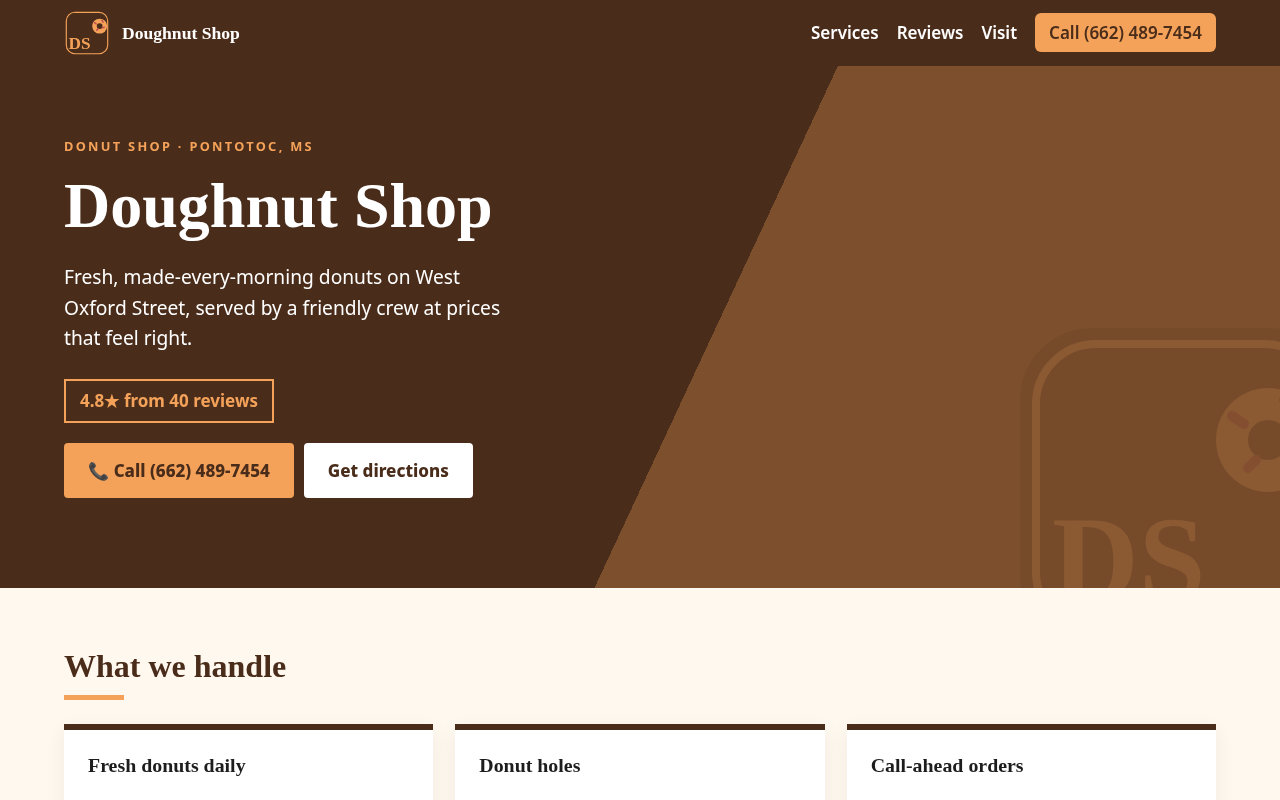 DS
Doughnut Shop
Services
Reviews
Visit
Call (662) 489-7454
DONUT SHOP · PONTOTOC, MS
Doughnut Shop
Fresh, made-every-morning donuts on West
Oxford Street, served by a friendly crew at prices
that feel right.
4.8★ from 40 reviews
📞 Call (662) 489-7454
Get directions
DS
What we handle
Fresh donuts daily
Donut holes
Call-ahead orders